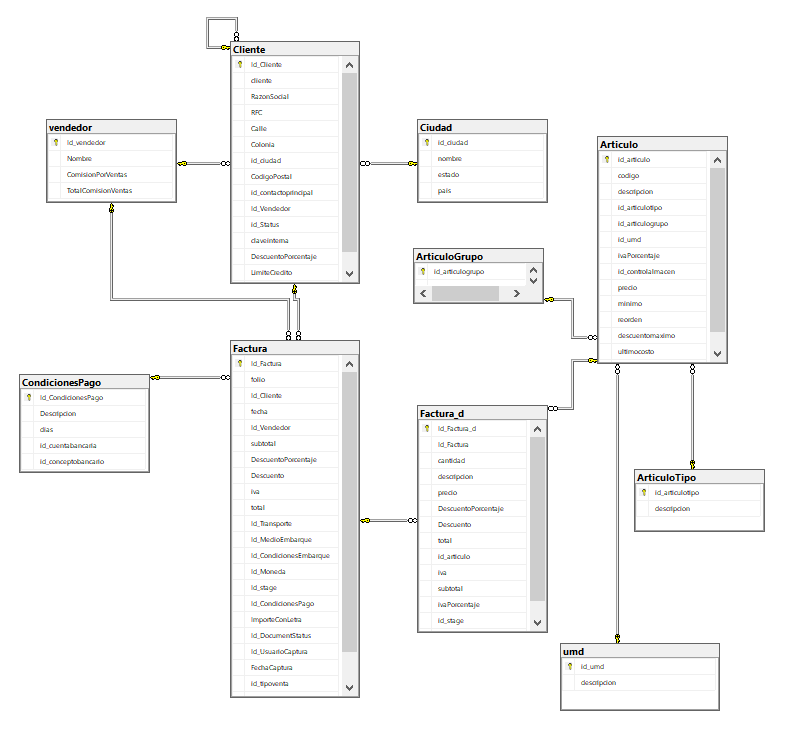 Cliente
Id_Cliente
cliente
RazonSocial
RFC
Calle
Colonia
id_ciudad
CodigoPostal
id_contactoprincipal
Id_Vendedor
Id_Status
claveinterna
DescuentoPorcentaje
LimiteCredito
vendedor
Id_vendedor
Nombre
ComisionPorVentas
TotalComisionVentas
Ciudad
id_ciudad
nombre
estado
pais
Articulo
id_articulo
codigo
descripcion
id_articulotipo
id_articulogrupo
id_umd
ivaPorcentaje
id_controlalmacen
precio
minimo
reorden
descuentomaximo
ultimocosto
ArticuloGrupo
id_articulogrupo
Factura
Id_Factura
folio
Id_Cliente
fecha
Id_Vendedor
subtotal
DescuentoPorcentaje
Descuento
iva
total
Id_Transporte
Id_MedioEmbarque
Id_CondicionesEmbarque
Id_Moneda
Id_stage
Id_CondicionesPago
ImporteConLetra
Id_DocumentStatus
Id_UsuarioCaptura
FechaCaptura
id_tipoventa
CondicionesPago
Id_CondicionesPago
Descripcion
dias
id_cuentabancaria
id_conceptobancario
Factura_d
Id_Factura_d
Id_Factura
cantidad
descripcion
precio
DescuentoPorcentaje
Descuento
total
id_articulo
iva
subtotal
ivaPorcentaje
id_stage
ArticuloTipo
id_articulotipo
descripcion
umd
id_umd
descripcion